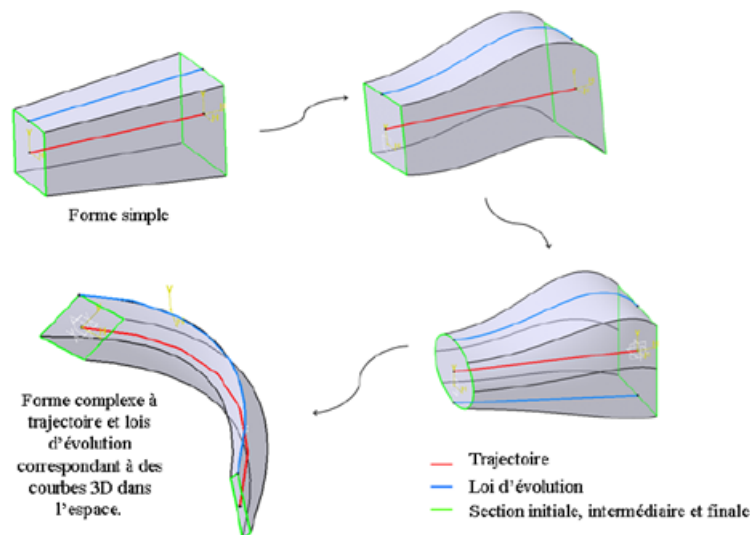 Forme simple
Forme complexe à
trajectoire et lois
d'évolution
correspondant à des
courbes 3D dans
l'espace.
Trajectoire
Loi d'évolution
Section initiale, intermédiaire et finale